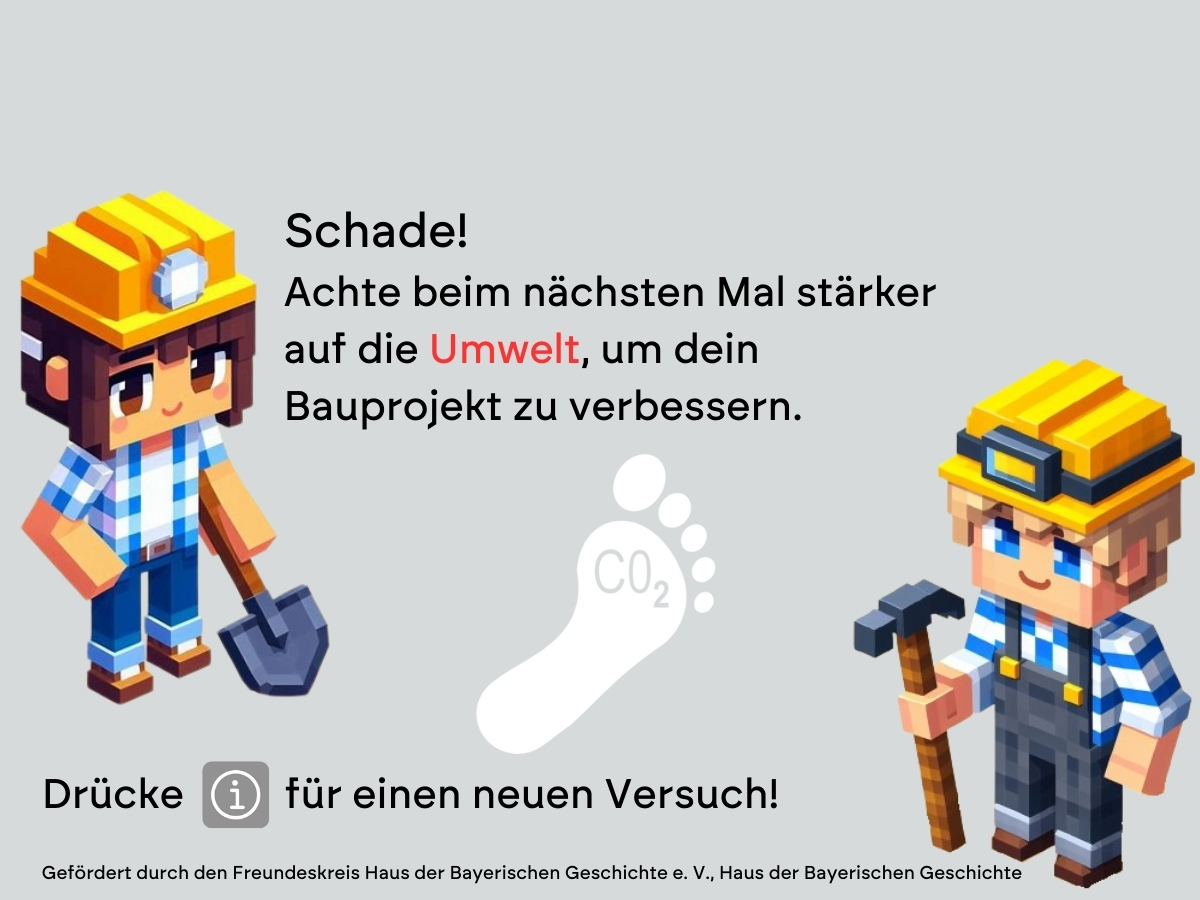 Schade!
Achte beim nächsten Mal stärker
auf die Umwelt, um dein
Bauprojekt zu verbessern.
CO₂
Drücke i für einen neuen Versuch!
Gefördert durch den Freundeskreis Haus der Bayerischen Geschichte e. V., Haus der Bayerischen Geschichte